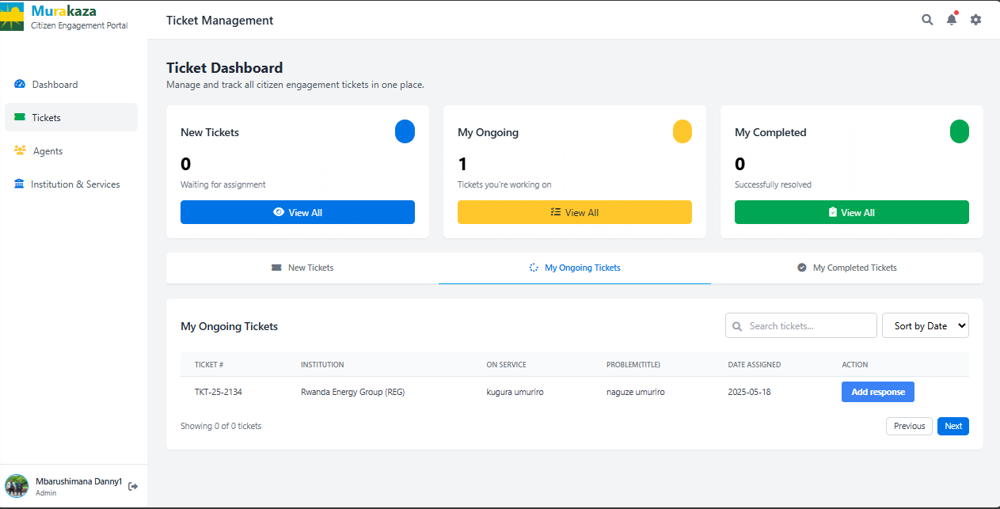 Murakaza
Citizen Engagement Portal
Ticket Management
Dashboard
Tickets
Agents
Institution & Services
Ticket Dashboard
Manage and track all citizen engagement tickets in one place.
New Tickets
0
Waiting for assignment
View All
My Ongoing
1
Tickets you're working on
View All
My Completed
0
Successfully resolved
View All
New Tickets
My Ongoing Tickets
My Completed Tickets
My Ongoing Tickets
Search tickets...
Sort by Date
TICKET # INSTITUTION ON SERVICE PROBLEM(TITLE) DATE ASSIGNED ACTION
TKT-25-2134 Rwanda Energy Group (REG) kugura umuriro naguze umuriro 2025-05-18 Add response
Showing 0 of 0 tickets
Previous
Next
Mbarushimana Danny1
Admin